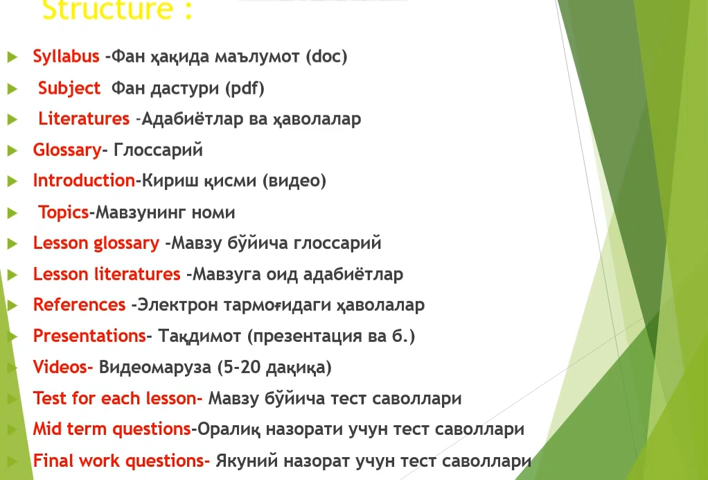 Structure :
Syllabus -Фан ҳақида маълумот (doc)
Subject Фан дастури (pdf)
Literatures -Адабиётлар ва ҳаволалар
Glossary- Глоссарий
Introduction-Кириш қисми (видео)
Topics-Мавзунинг номи
Lesson glossary -Мавзу бўйича глоссарий
Lesson literatures -Мавзуга оид адабиётлар
References -Электрон тармоғидаги ҳаволалар
Presentations- Тақдимот (презентация ва б.)
Videos- Видеомаруза (5-20 дақиқа)
Test for each lesson- Мавзу бўйича тест саволлари
Mid term questions-Оралиқ назорати учун тест саволлари
Final work questions- Якуний назорат учун тест саволлари